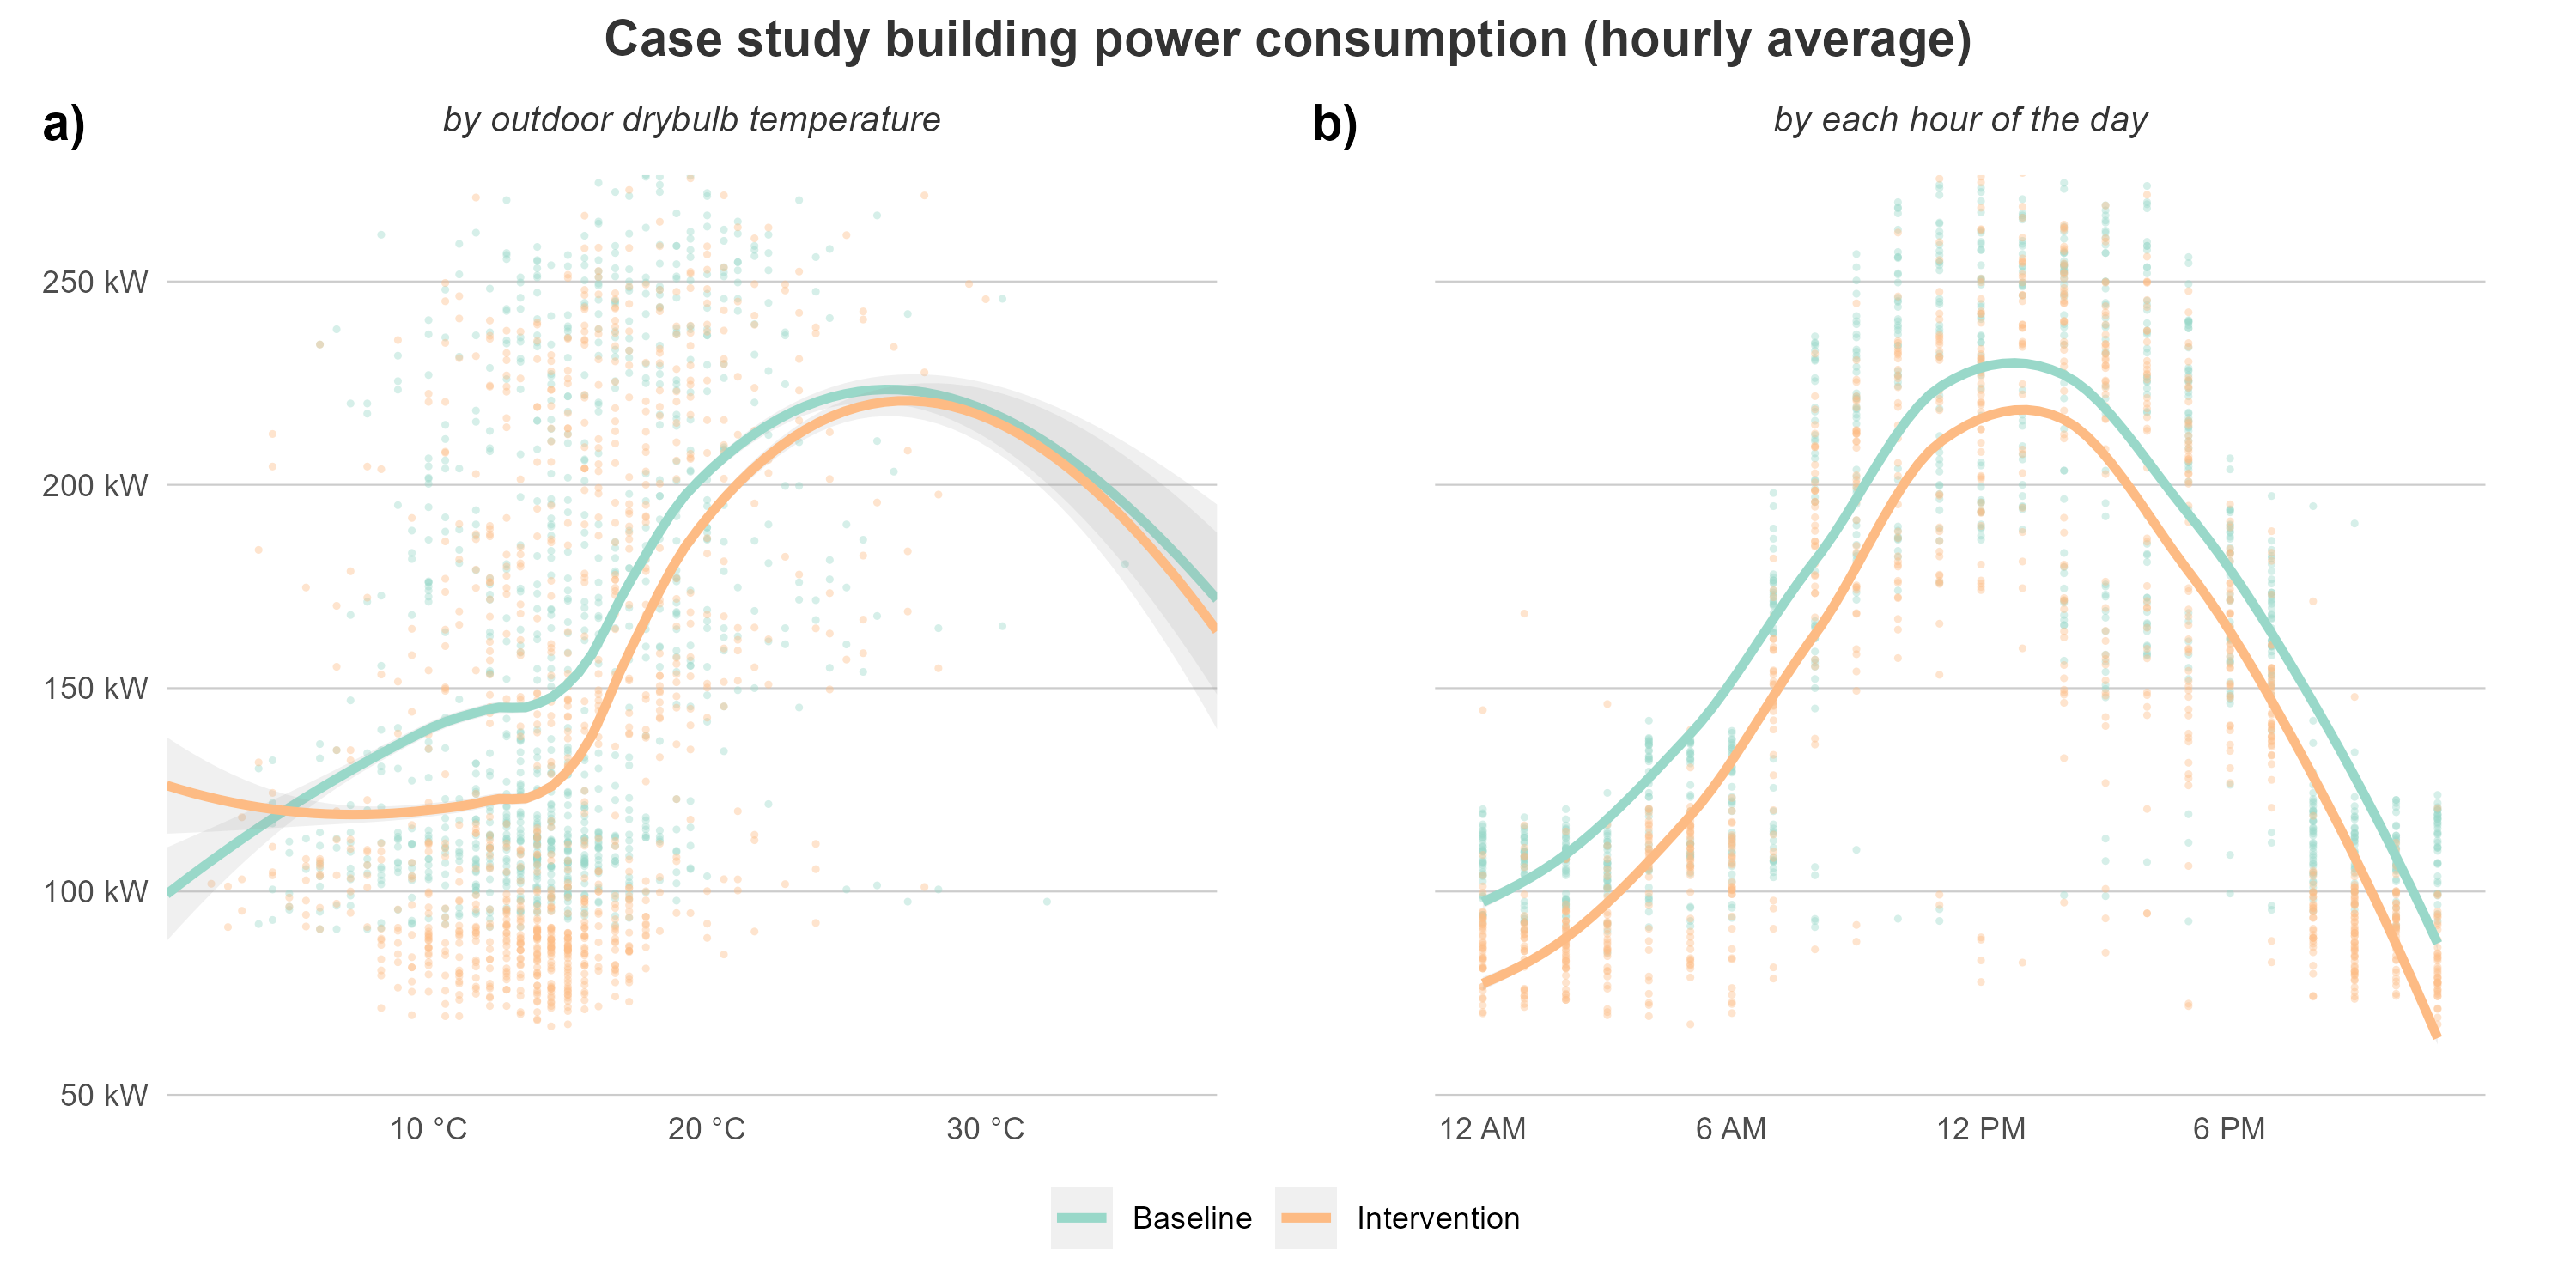 Case study building power consumption (hourly average)
a)
by outdoor drybulb temperature
b)
by each hour of the day
250 kW
200 kW
150 kW
100 kW
50 kW
10 °C
20 °C
30 °C
12 AM
6 AM
12 PM
6 PM
Baseline
Intervention